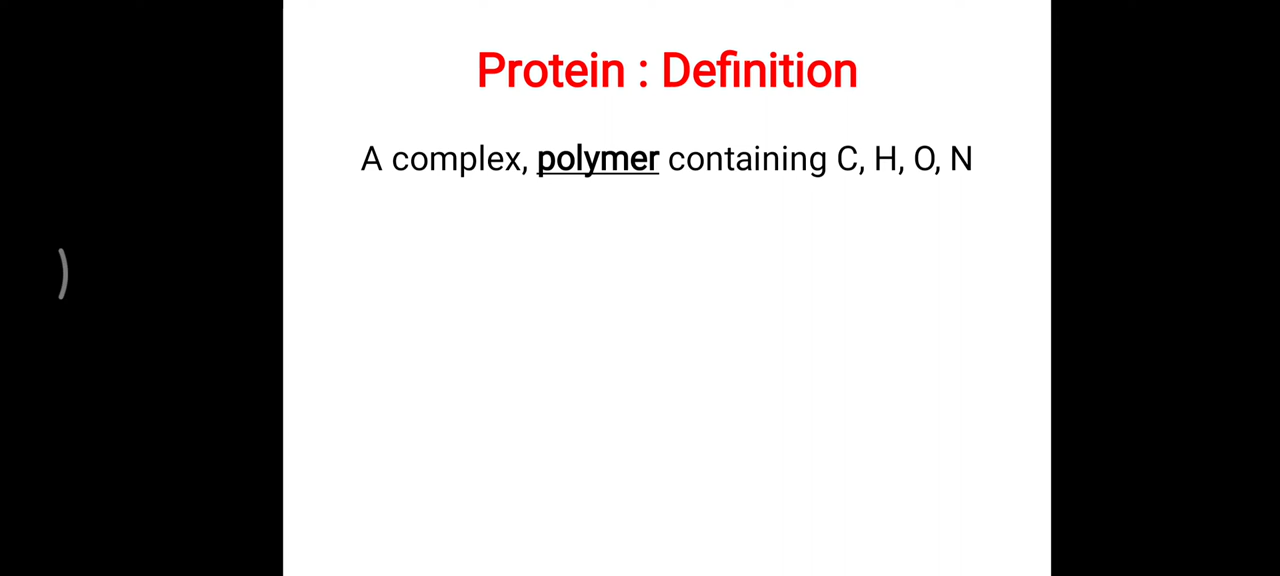 Protein : Definition
A complex, polymer containing C, H, O, N